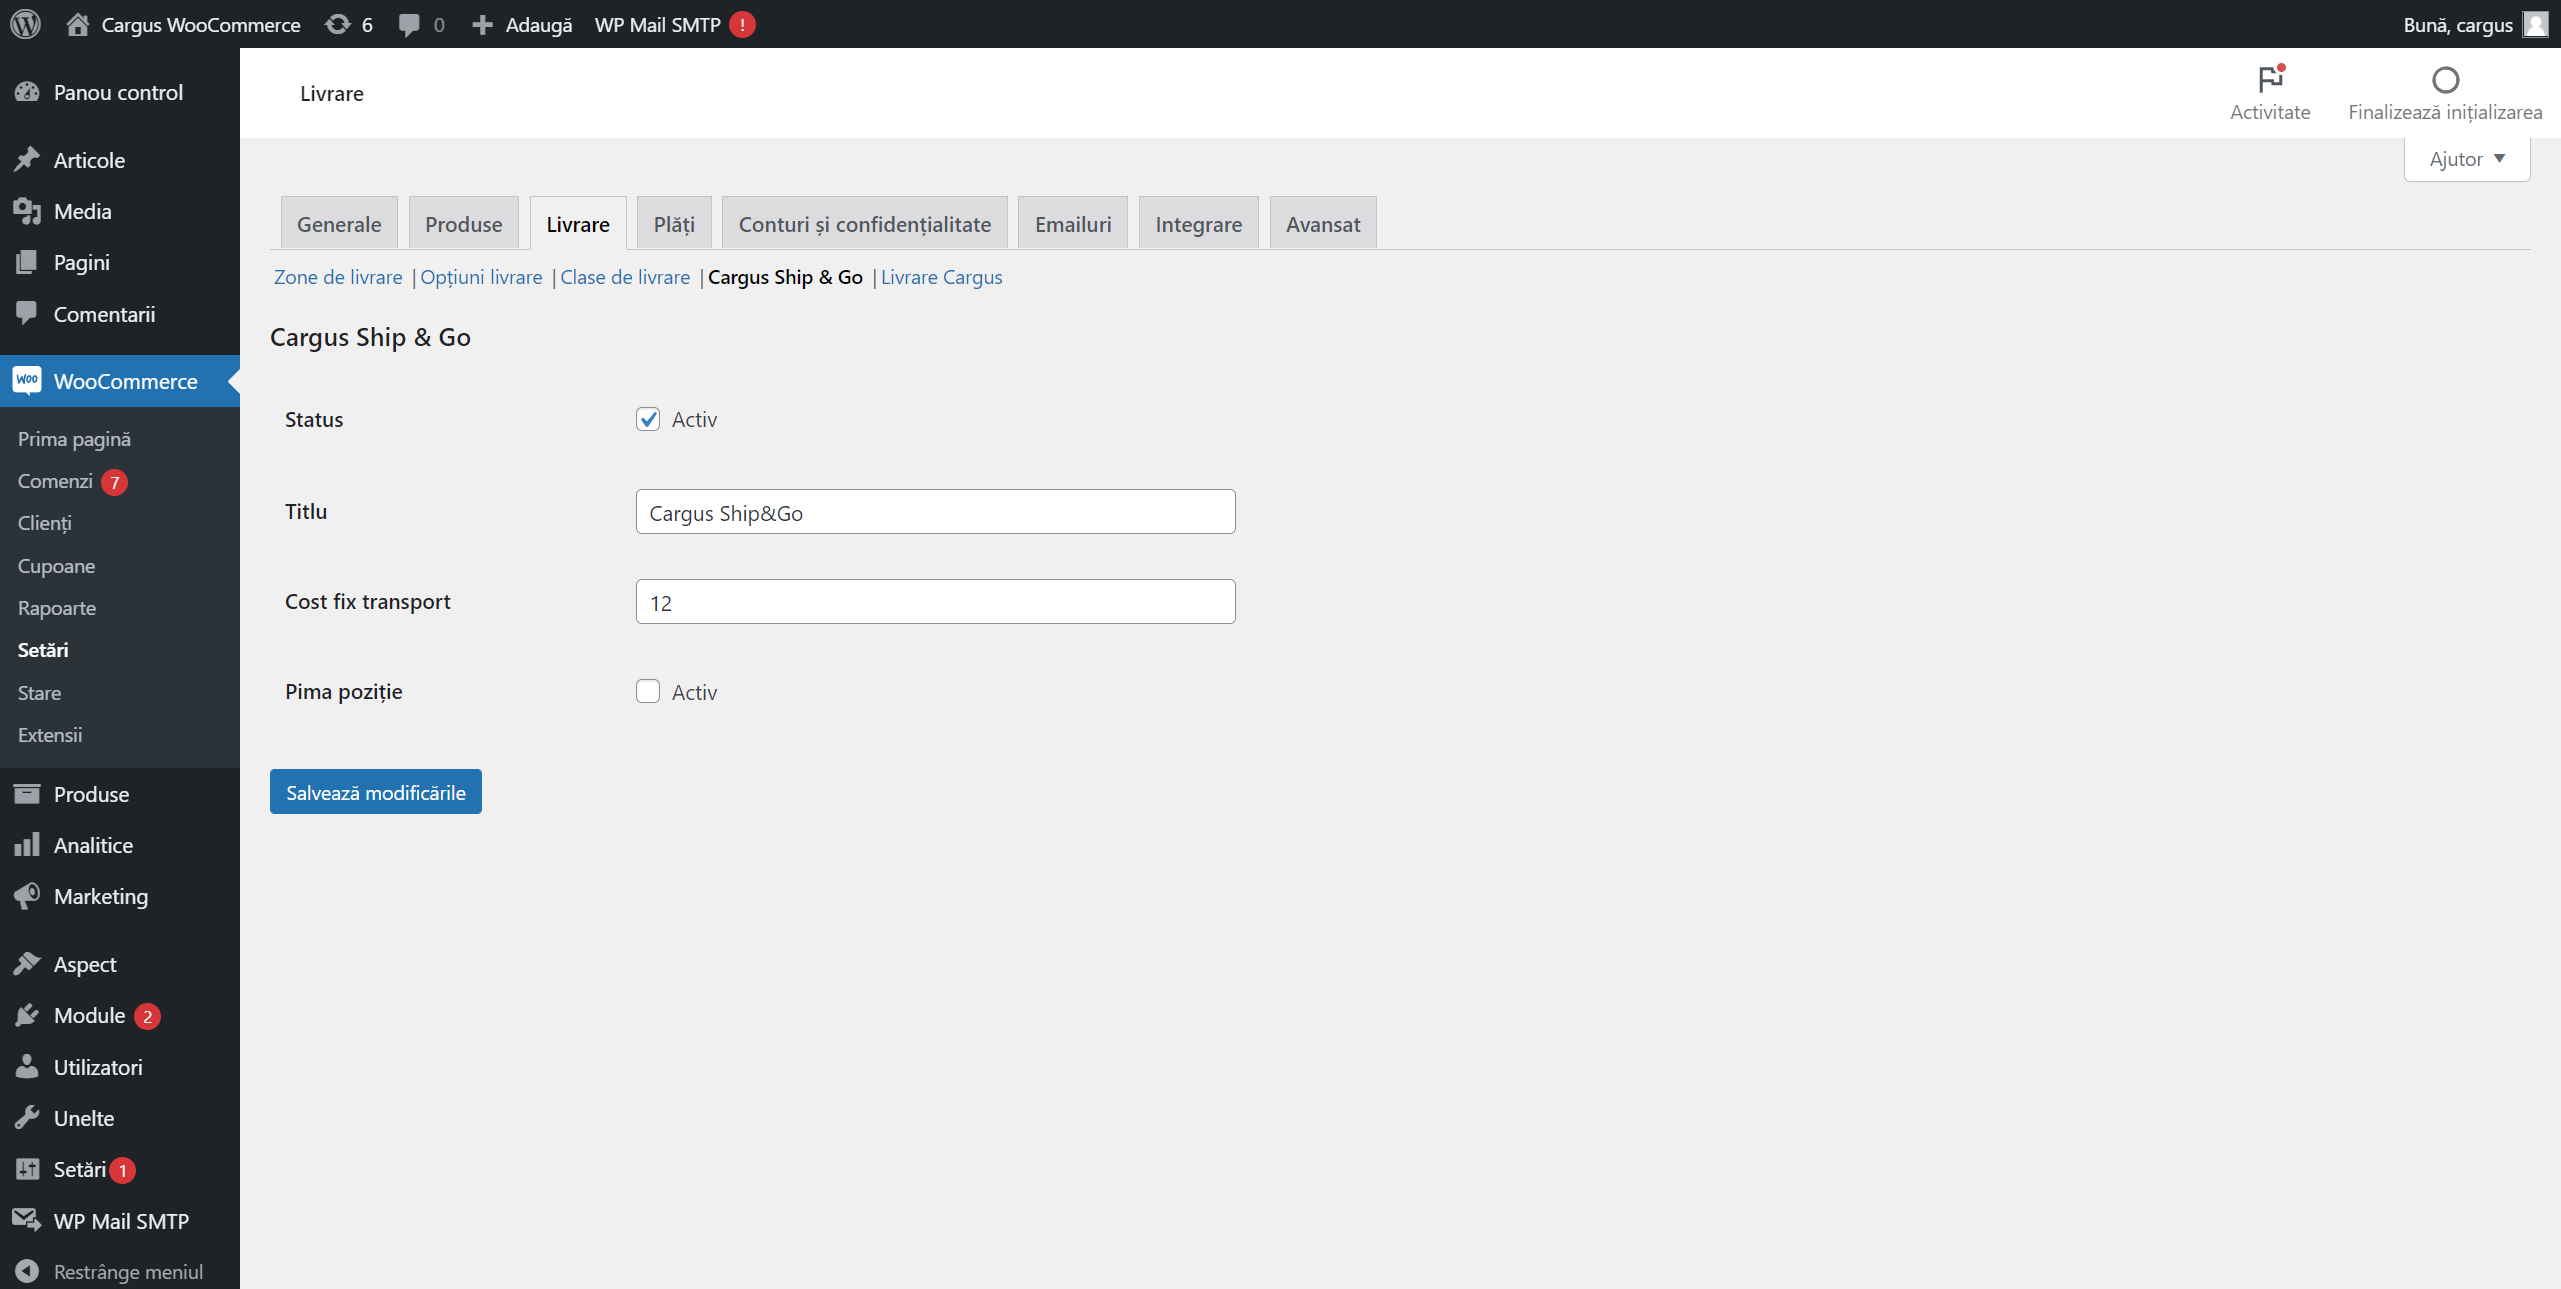 Cargus WooCommerce 6 0 Adaugă WP Mail SMTP ! Bună, cargus
Panou control
Articole
Media
Pagini
Comentarii
Woo WooCommerce
Prima pagină
Comenzi 7
Clienți
Cupoane
Rapoarte
Setări
Stare
Extensii
Produse
Analitice
Marketing
Aspect
Module 2
Utilizatori
Unelte
Setări 1
WP Mail SMTP
Restrânge meniul
Livrare
Activitate
Finalizează inițializarea
Ajutor
Generale Produse Livrare Plăți Conturi și confidențialitate Emailuri Integrare Avansat
Zone de livrare | Opțiuni livrare | Clase de livrare | Cargus Ship & Go | Livrare Cargus
Cargus Ship & Go
Status Activ
Titlu Cargus Ship&Go
Cost fix transport 12
Pima poziție Activ
Salvează modificările